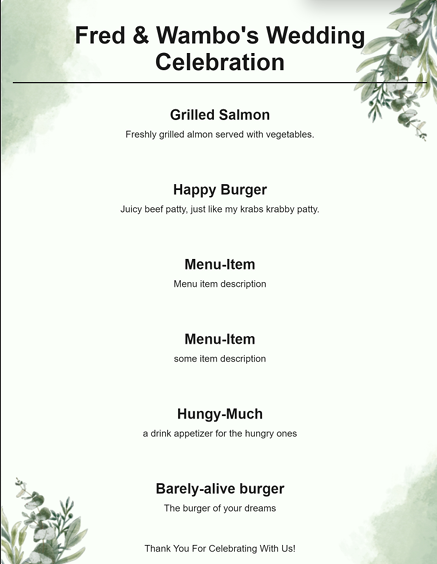 Fred & Wambo's Wedding
Celebration
Grilled Salmon
Freshly grilled almon served with vegetables.
Happy Burger
Juicy beef patty, just like my krabs krabby patty.
Menu-Item
Menu item description
Menu-Item
some item description
Hungy-Much
a drink appetizer for the hungry ones
Barely-alive burger
The burger of your dreams
Thank You For Celebrating With Us!